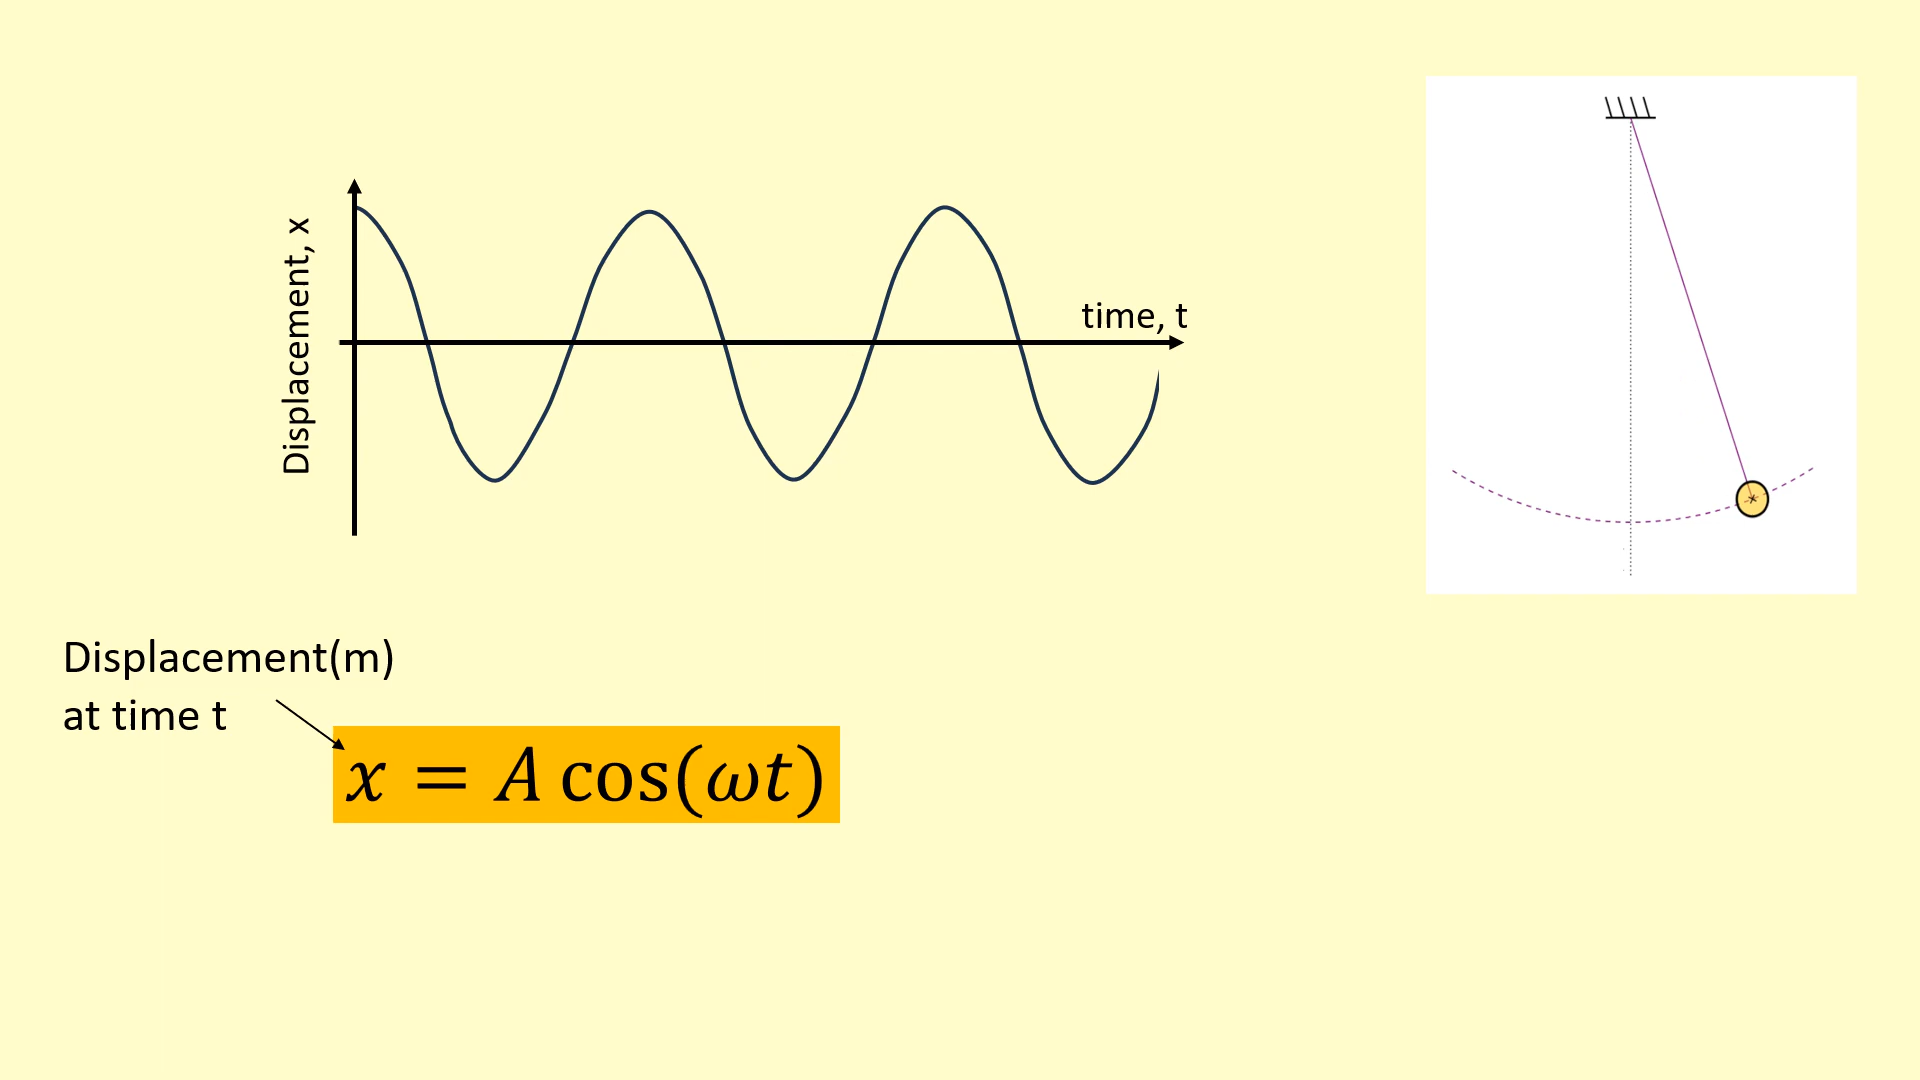 Displacement, x
time, t
Displacement(m)
at time t
x = A cos(ωt)